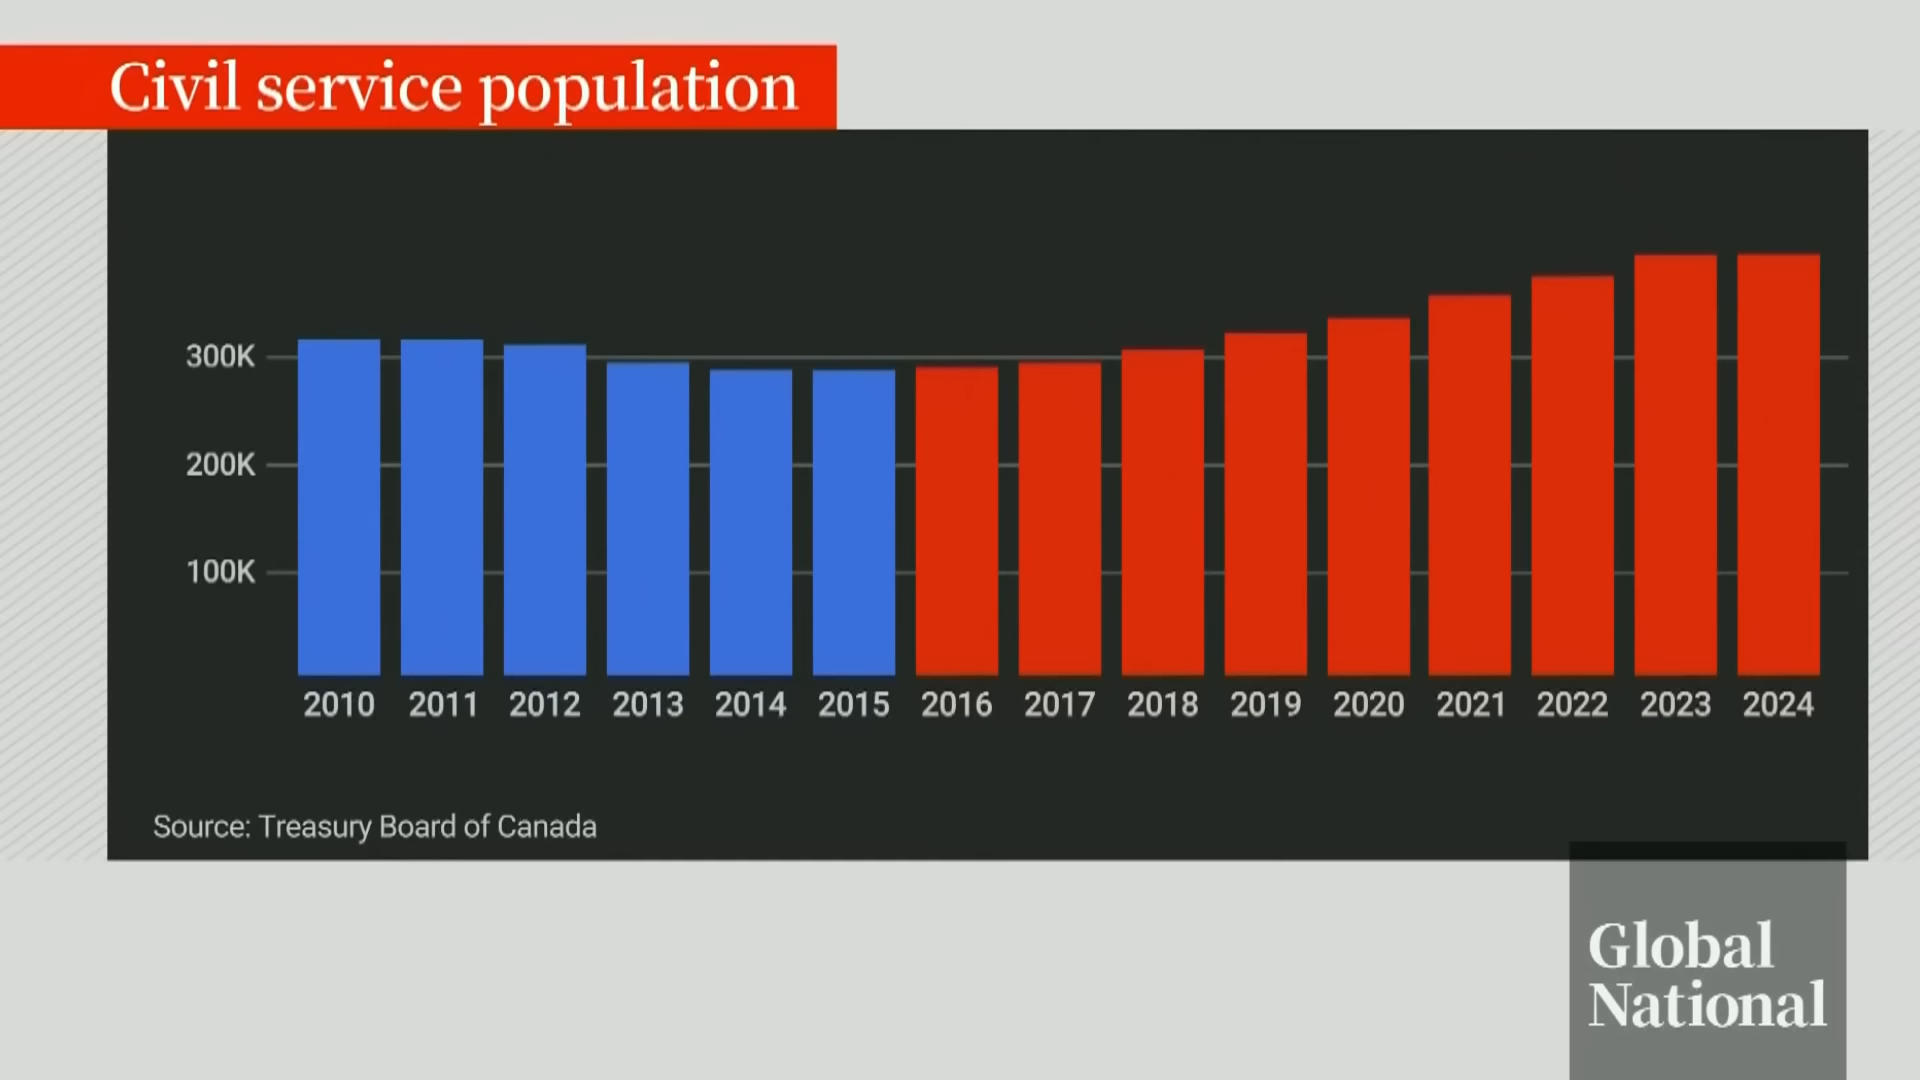 Civil service population
300K
200K
100K
2010 2011 2012 2013 2014 2015 2016 2017 2018 2019 2020 2021 2022 2023 2024
Source: Treasury Board of Canada
Global
National